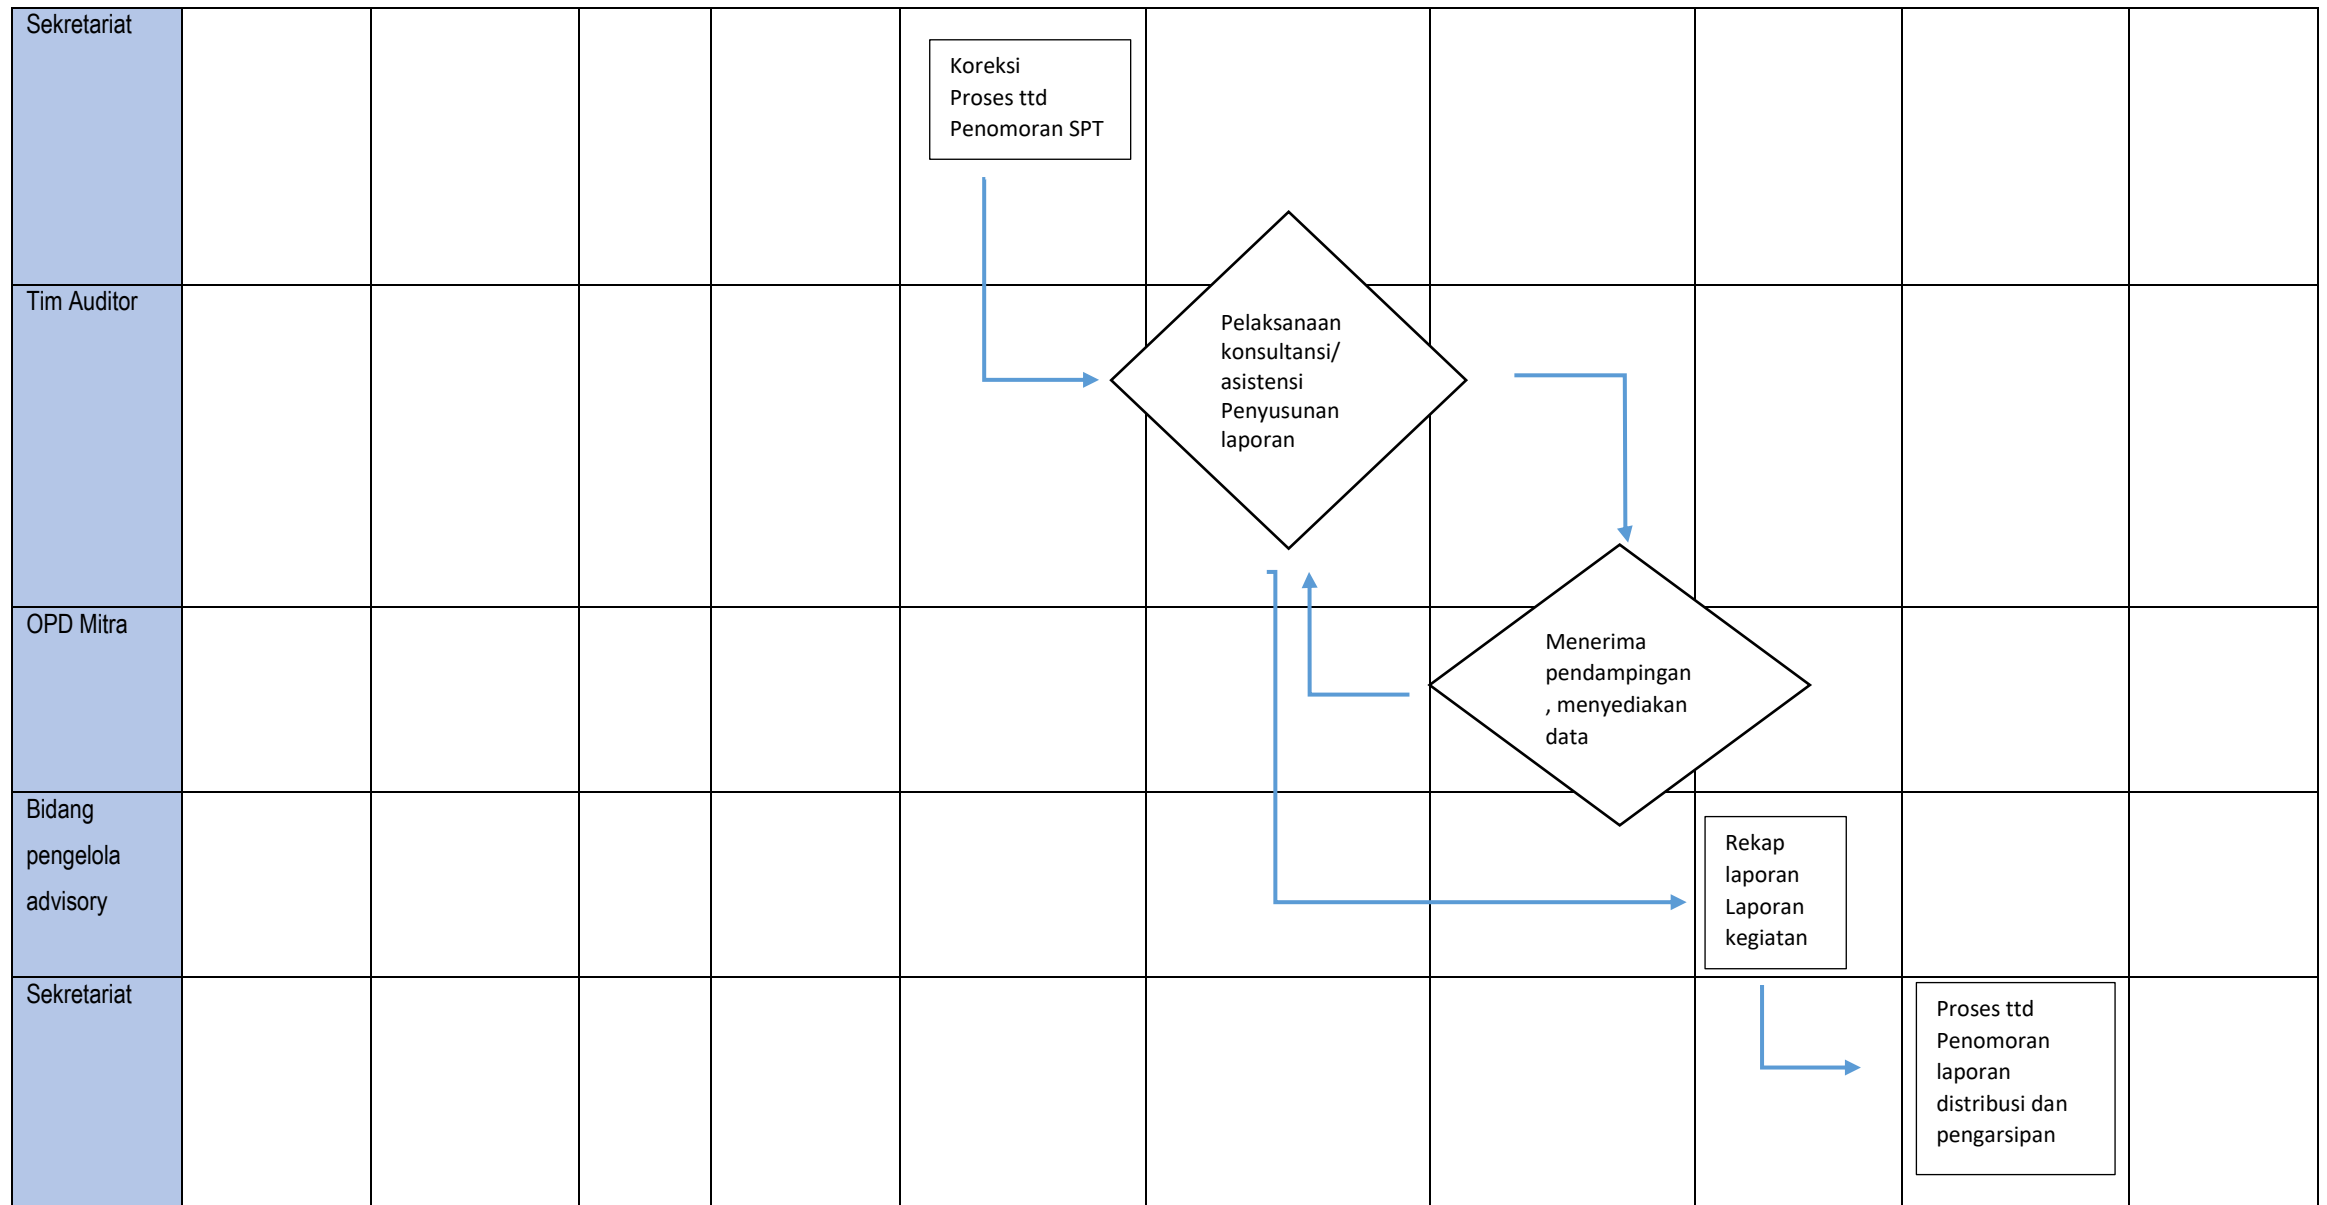 Sekretariat
Koreksi
Proses ttd
Penomoran SPT
Tim Auditor
Pelaksanaan
konsultansi/
asistensi
Penyusunan
laporan
OPD Mitra
Menerima
pendampingan
, menyediakan
data
Bidang
pengelola
advisory
Rekap
laporan
Laporan
kegiatan
Sekretariat
Proses ttd
Penomoran
laporan
distribusi dan
pengarsipan